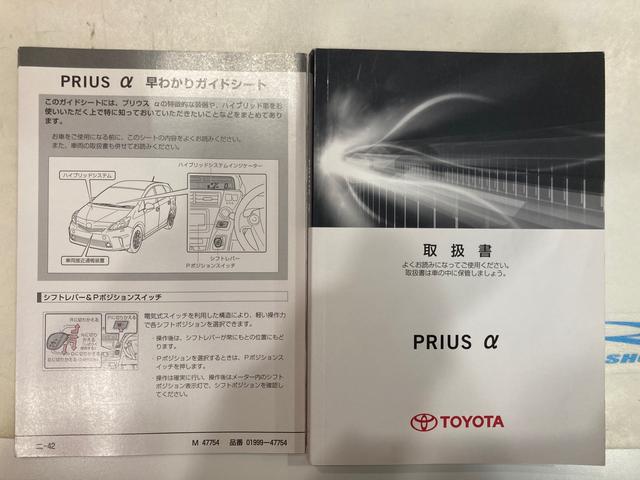 PRIUS α 早わかりガイドシート
このガイドシートには、プリウス αの特徴的な装備や、ハイブリッド車をお
使いいただく上で特に知っておいていただきたいことなどをまとめてあり
ます。
お車をご使用になる前に、このシートの内容をよくお読みください。
また、車両の取扱書も併せてお読みください。
ハイブリッドシステムインジケーター
ハイブリッドシステム
車両接近通報装置
シフトレバー
Pポジションスイッチ
シフトレバー&Pポジションスイッチ
電気式スイッチを利用した構造により、軽い操作力
で各シフトポジションを選択できます。
・操作後は、シフトレバーが常にもとの位置にもど
ります。
・Pポジションを選択するときは、Pポジションス
イッチを押します。
・操作は確実に行い、操作後はメーター内のシフト
ポジション表示灯で、シフトポジションを確認し
てください。
二-42
M 47754 品番 01999-47754
取扱書
よくお読みになってご使用ください。
取扱書は車の中に保管しましょう。
PRIUS α
TOYOTA